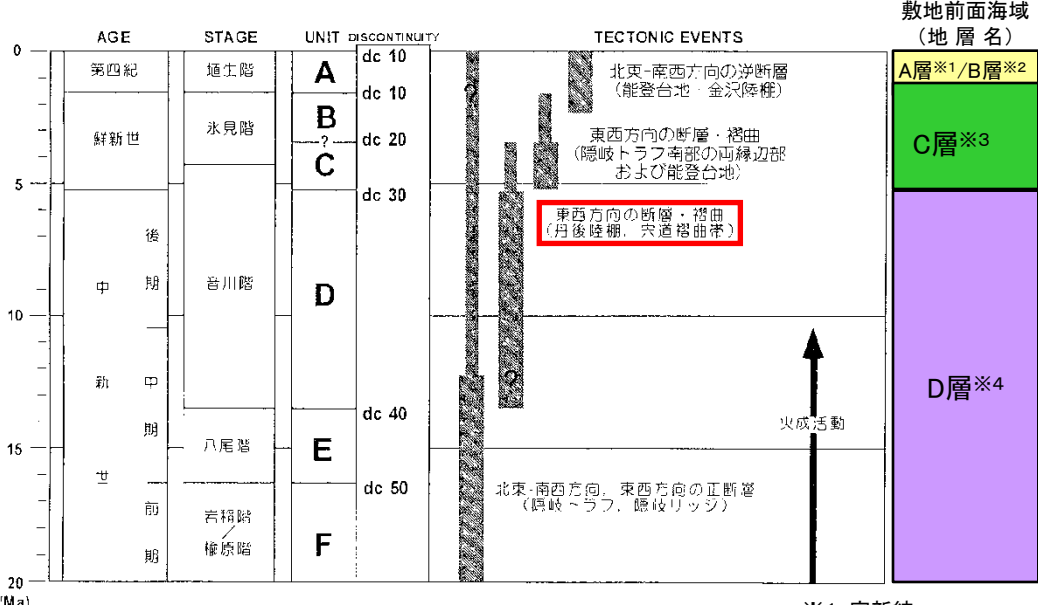 敷地前面海域
(地 層 名)
AGE
STAGE
UNIT
DISCONTINUITY
TECTONIC EVENTS
0
第四紀
埴生階
A
dc 10
北東-南西方向の逆断層
(能登台地・金沢陸棚)
A層※1/B層※2
dc 10
鮮新世
氷見階
B
?
dc 20
C
東西方向の断層・褶曲
(隠岐トラフ南部の両縁辺部
および能登台地)
C層※3
5
dc 30
東西方向の断層・褶曲
(丹後陸棚, 宍道褶曲帯)
後
期
中
音川階
D
10
新
中
期
?
D層※4
dc 40
火成活動
八尾階
E
15
世
dc 50
北東-南西方向, 東西方向の正断層
(隠岐トラフ, 隠岐リッジ)
前
期
岩稲階
/
楡原階
F
?
20
(Ma)